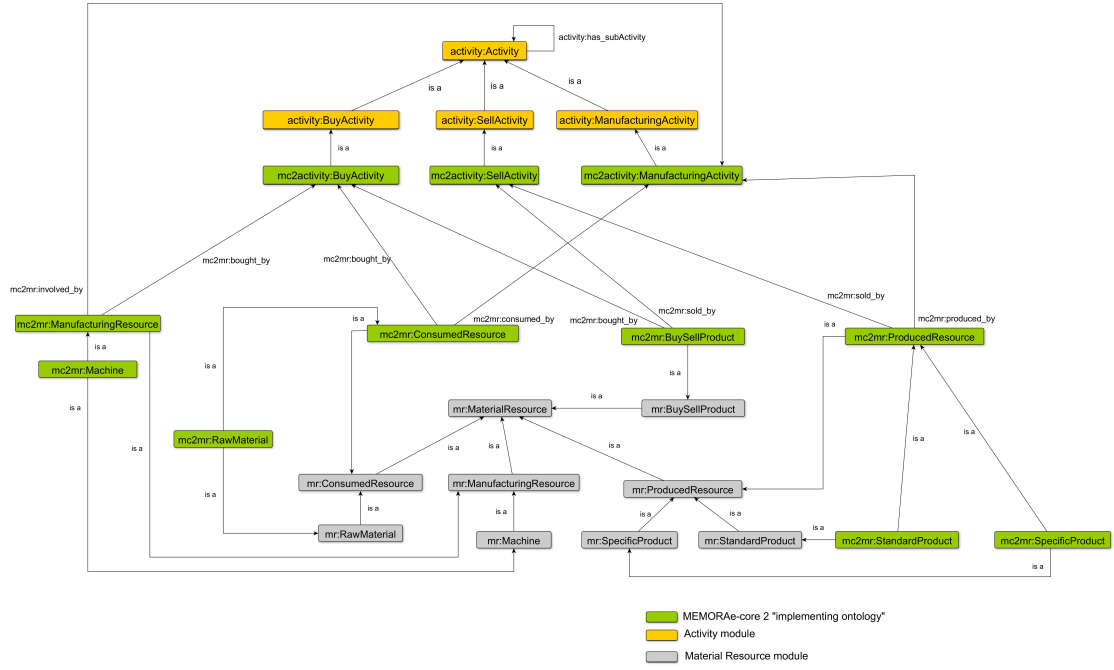 activity:has_subActivity
activity:Activity
is a
is a
is a
activity:BuyActivity
activity:SellActivity
activity:ManufacturingActivity
is a
is a
is a
mc2activity:BuyActivity
mc2activity:SellActivity
mc2activity:ManufacturingActivity
mc2mr:bought_by
mc2mr:bought_by
mc2mr:involved_by
mc2mr:sold_by
mc2mr:sold_by
mc2mr:consumed_by
mc2mr:bought_by
mc2mr:produced_by
is a
is a
mc2mr:ManufacturingResource
mc2mr:ConsumedResource
mc2mr:BuySellProduct
mc2mr:ProducedResource
is a
mc2mr:Machine
is a
is a
is a
is a
mr:MaterialResource
mr:BuySellProduct
mc2mr:RawMaterial
is a
is a
is a
is a
is a
is a
mr:ConsumedResource
mr:ManufacturingResource
mr:ProducedResource
is a
is a
is a
is a
is a
is a
mr:RawMaterial
mr:Machine
mr:SpecificProduct
mr:StandardProduct
mc2mr:StandardProduct
mc2mr:SpecificProduct
is a
MEMORAe-core 2 "implementing ontology"
Activity module
Material Resource module